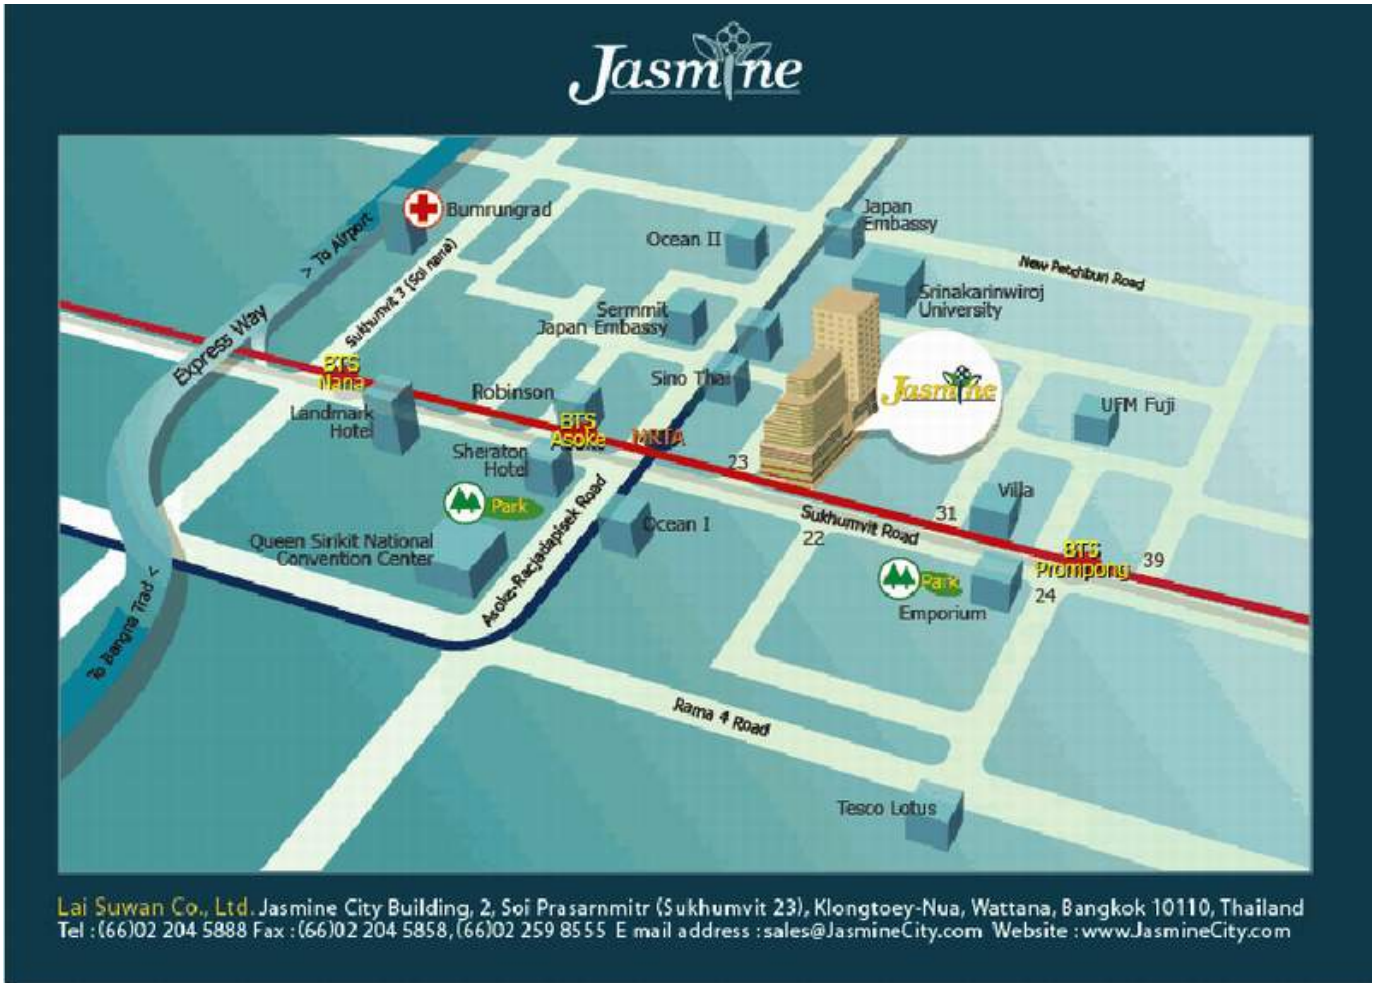 Jasmine
Bumrungrad
> To Airport
Sukhumvit 3 (Soi nana)
Express Way
Ocean II
Japan
Embassy
New Petchburi Road
Srinakarinwiroj
University
Sermmit
Japan Embassy
Sino Thai
Jasmine
UFM Fuji
BTS
Nana
Landmark
Hotel
Robinson
BTS
Asoke
MRTA
Sheraton
Hotel
Park
Queen Sirikit National
Convention Center
Asoke-Racjadapisek Road
Ocean I
23
22
Sukhumvit Road
31
Villa
BTS
Prompong
39
24
Park
Emporium
To Bangna Trad <
Rama 4 Road
Tesco Lotus
Lai Suwan Co., Ltd. Jasmine City Building, 2, Soi Prasarnmitr (Sukhumvit 23), Klongtoey-Nua, Wattana, Bangkok 10110, Thailand
Tel :(66)02 204 5888 Fax :(66)02 204 5858,(66)02 259 8555 E mail address :sales@JasmineCity.com Website :www.JasmineCity.com